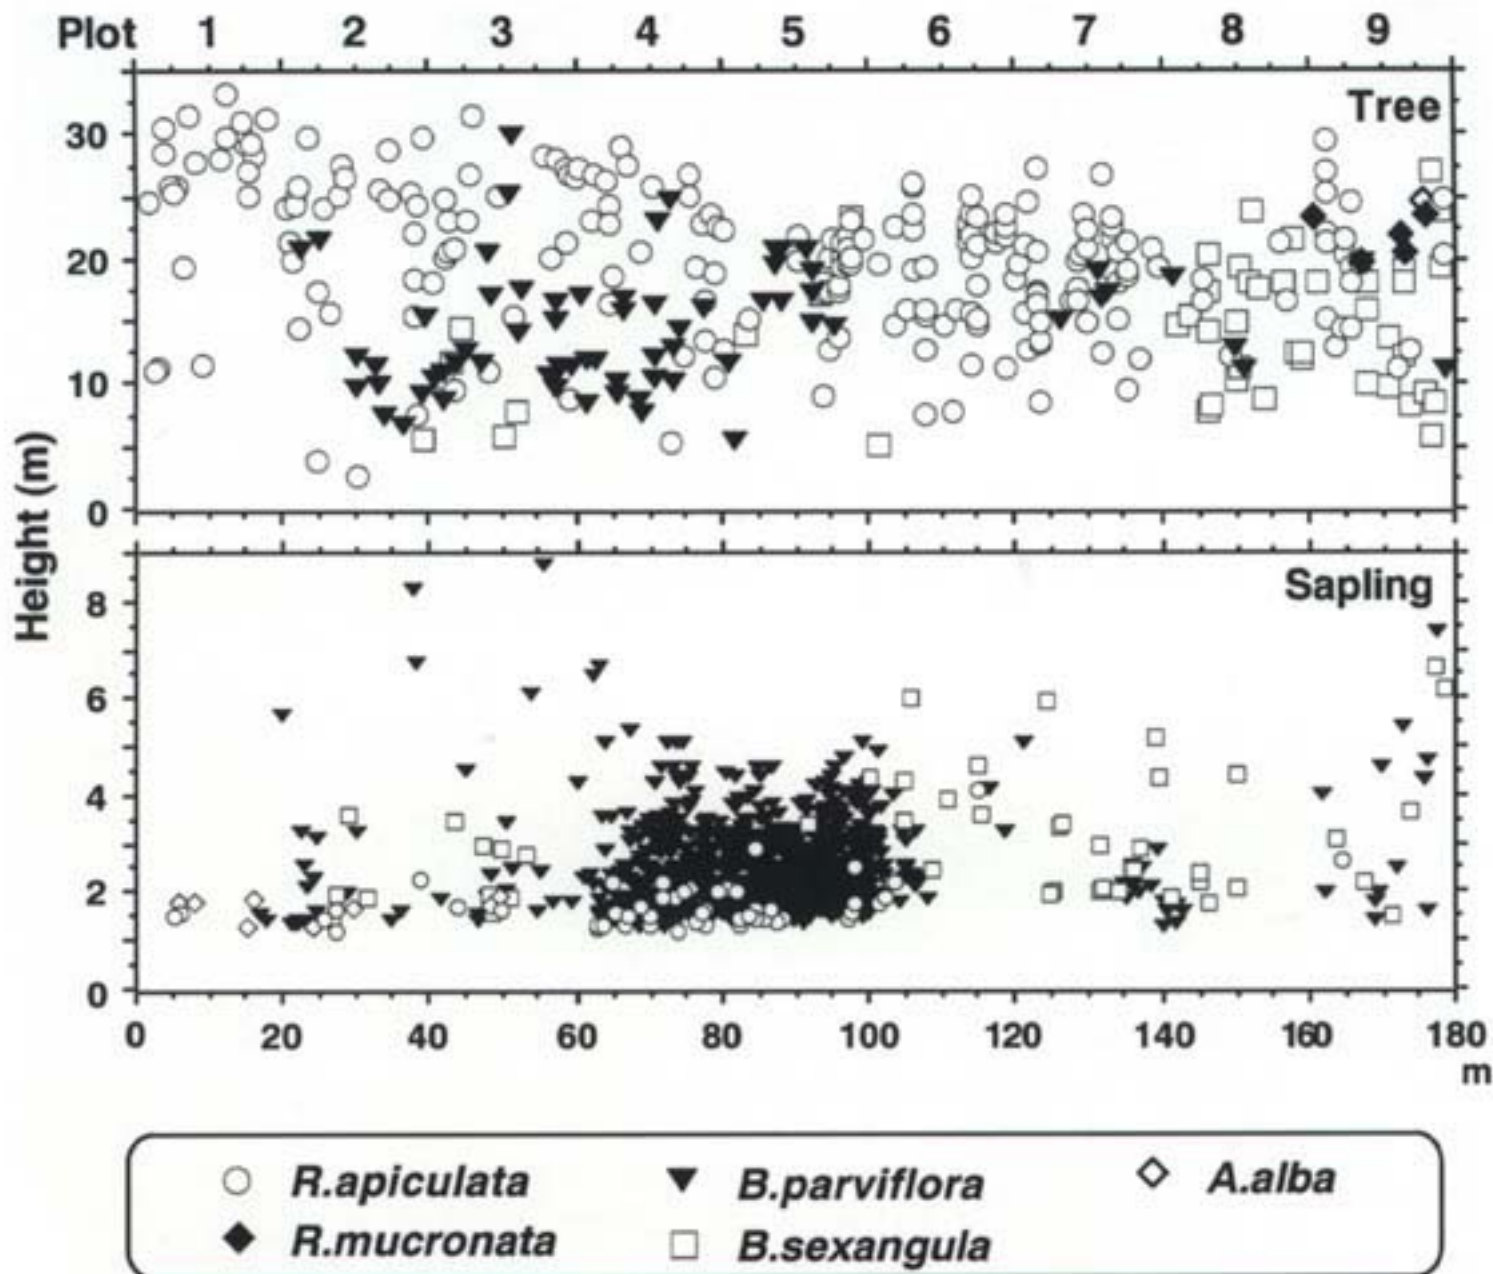 Plot 1 2 3 4 5 6 7 8 9
Tree
30
20
10
0
Height (m)
Sapling
8
6
4
2
0
0 20 40 60 80 100 120 140 160 180
m
R.apiculata B.parviflora A.alba
R.mucronata B.sexangula